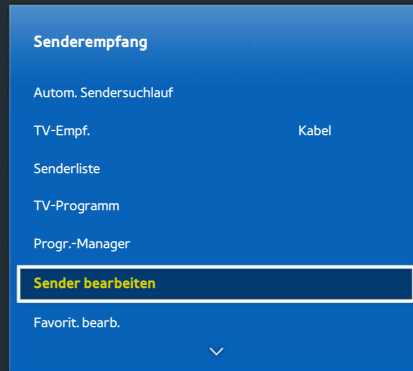 Senderempfang
Autom. Sendersuchlauf
TV-Empf. Kabel
Senderliste
TV-Programm
Progr.-Manager
Sender bearbeiten
Favorit. bearb.